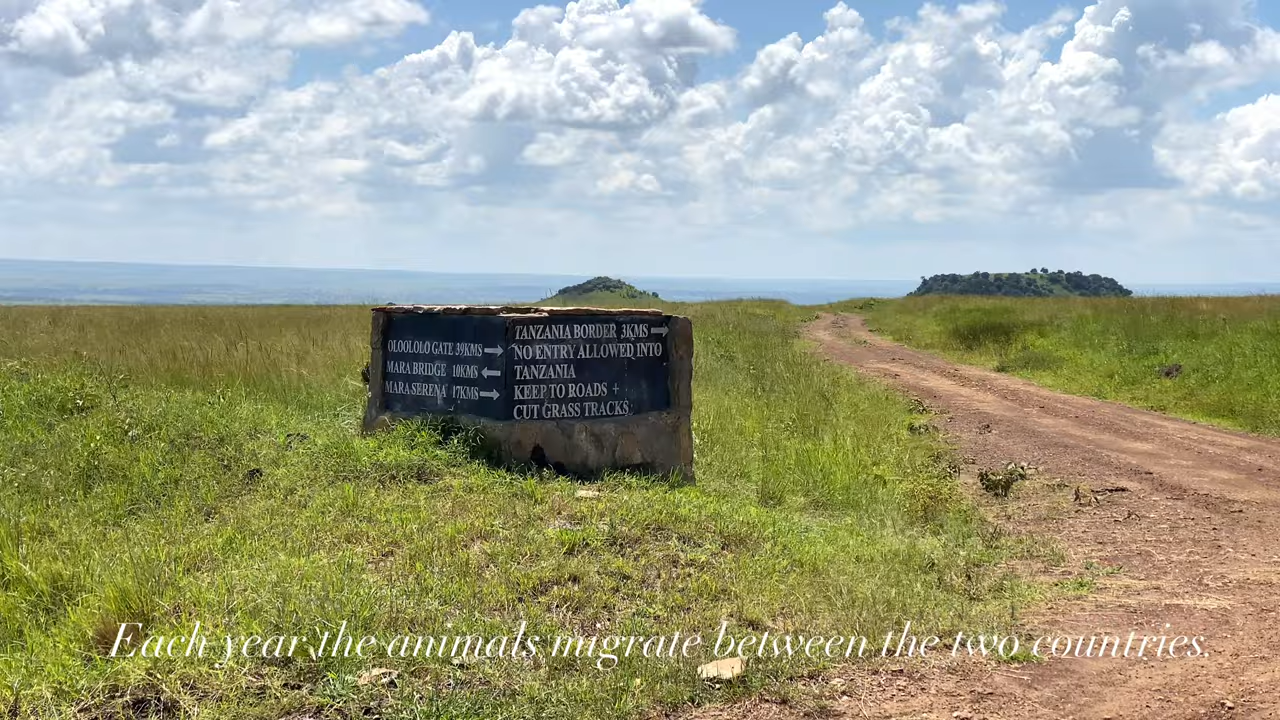 OLOOLOLO GATE 39KMS →
MARA BRIDGE 10KMS ←
MARA SERENA 17KMS →
TANZANIA BORDER 3KMS →
NO ENTRY ALLOWED INTO
TANZANIA
KEEP TO ROADS +
CUT GRASS TRACKS
Each year the animals migrate between the two countries.